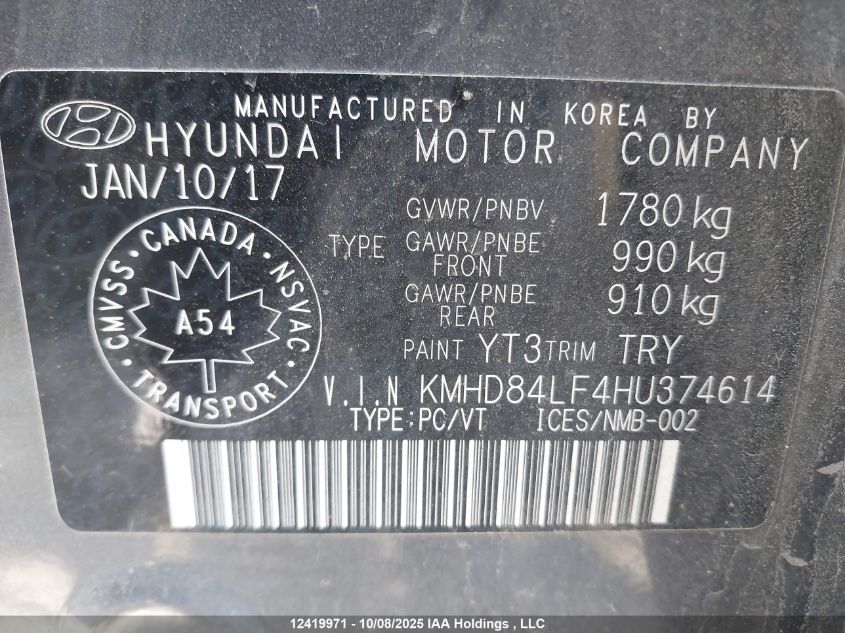 MANUFACTURED IN KOREA BY
HYUNDAI MOTOR COMPANY
JAN/10/17
GVWR/PNBV 1780 kg
TYPE GAWR/PNBE FRONT 990 kg
GAWR/PNBE REAR 910 kg
PAINT YT3 TRIM TRY
CANADA · NSVAC · TRANSPORT · CMVSS ·
A54
V.I.N KMHD84LF4HU374614
TYPE:PC/VT ICES/NMB-002
12419971 - 10/08/2025 IAA Holdings , LLC